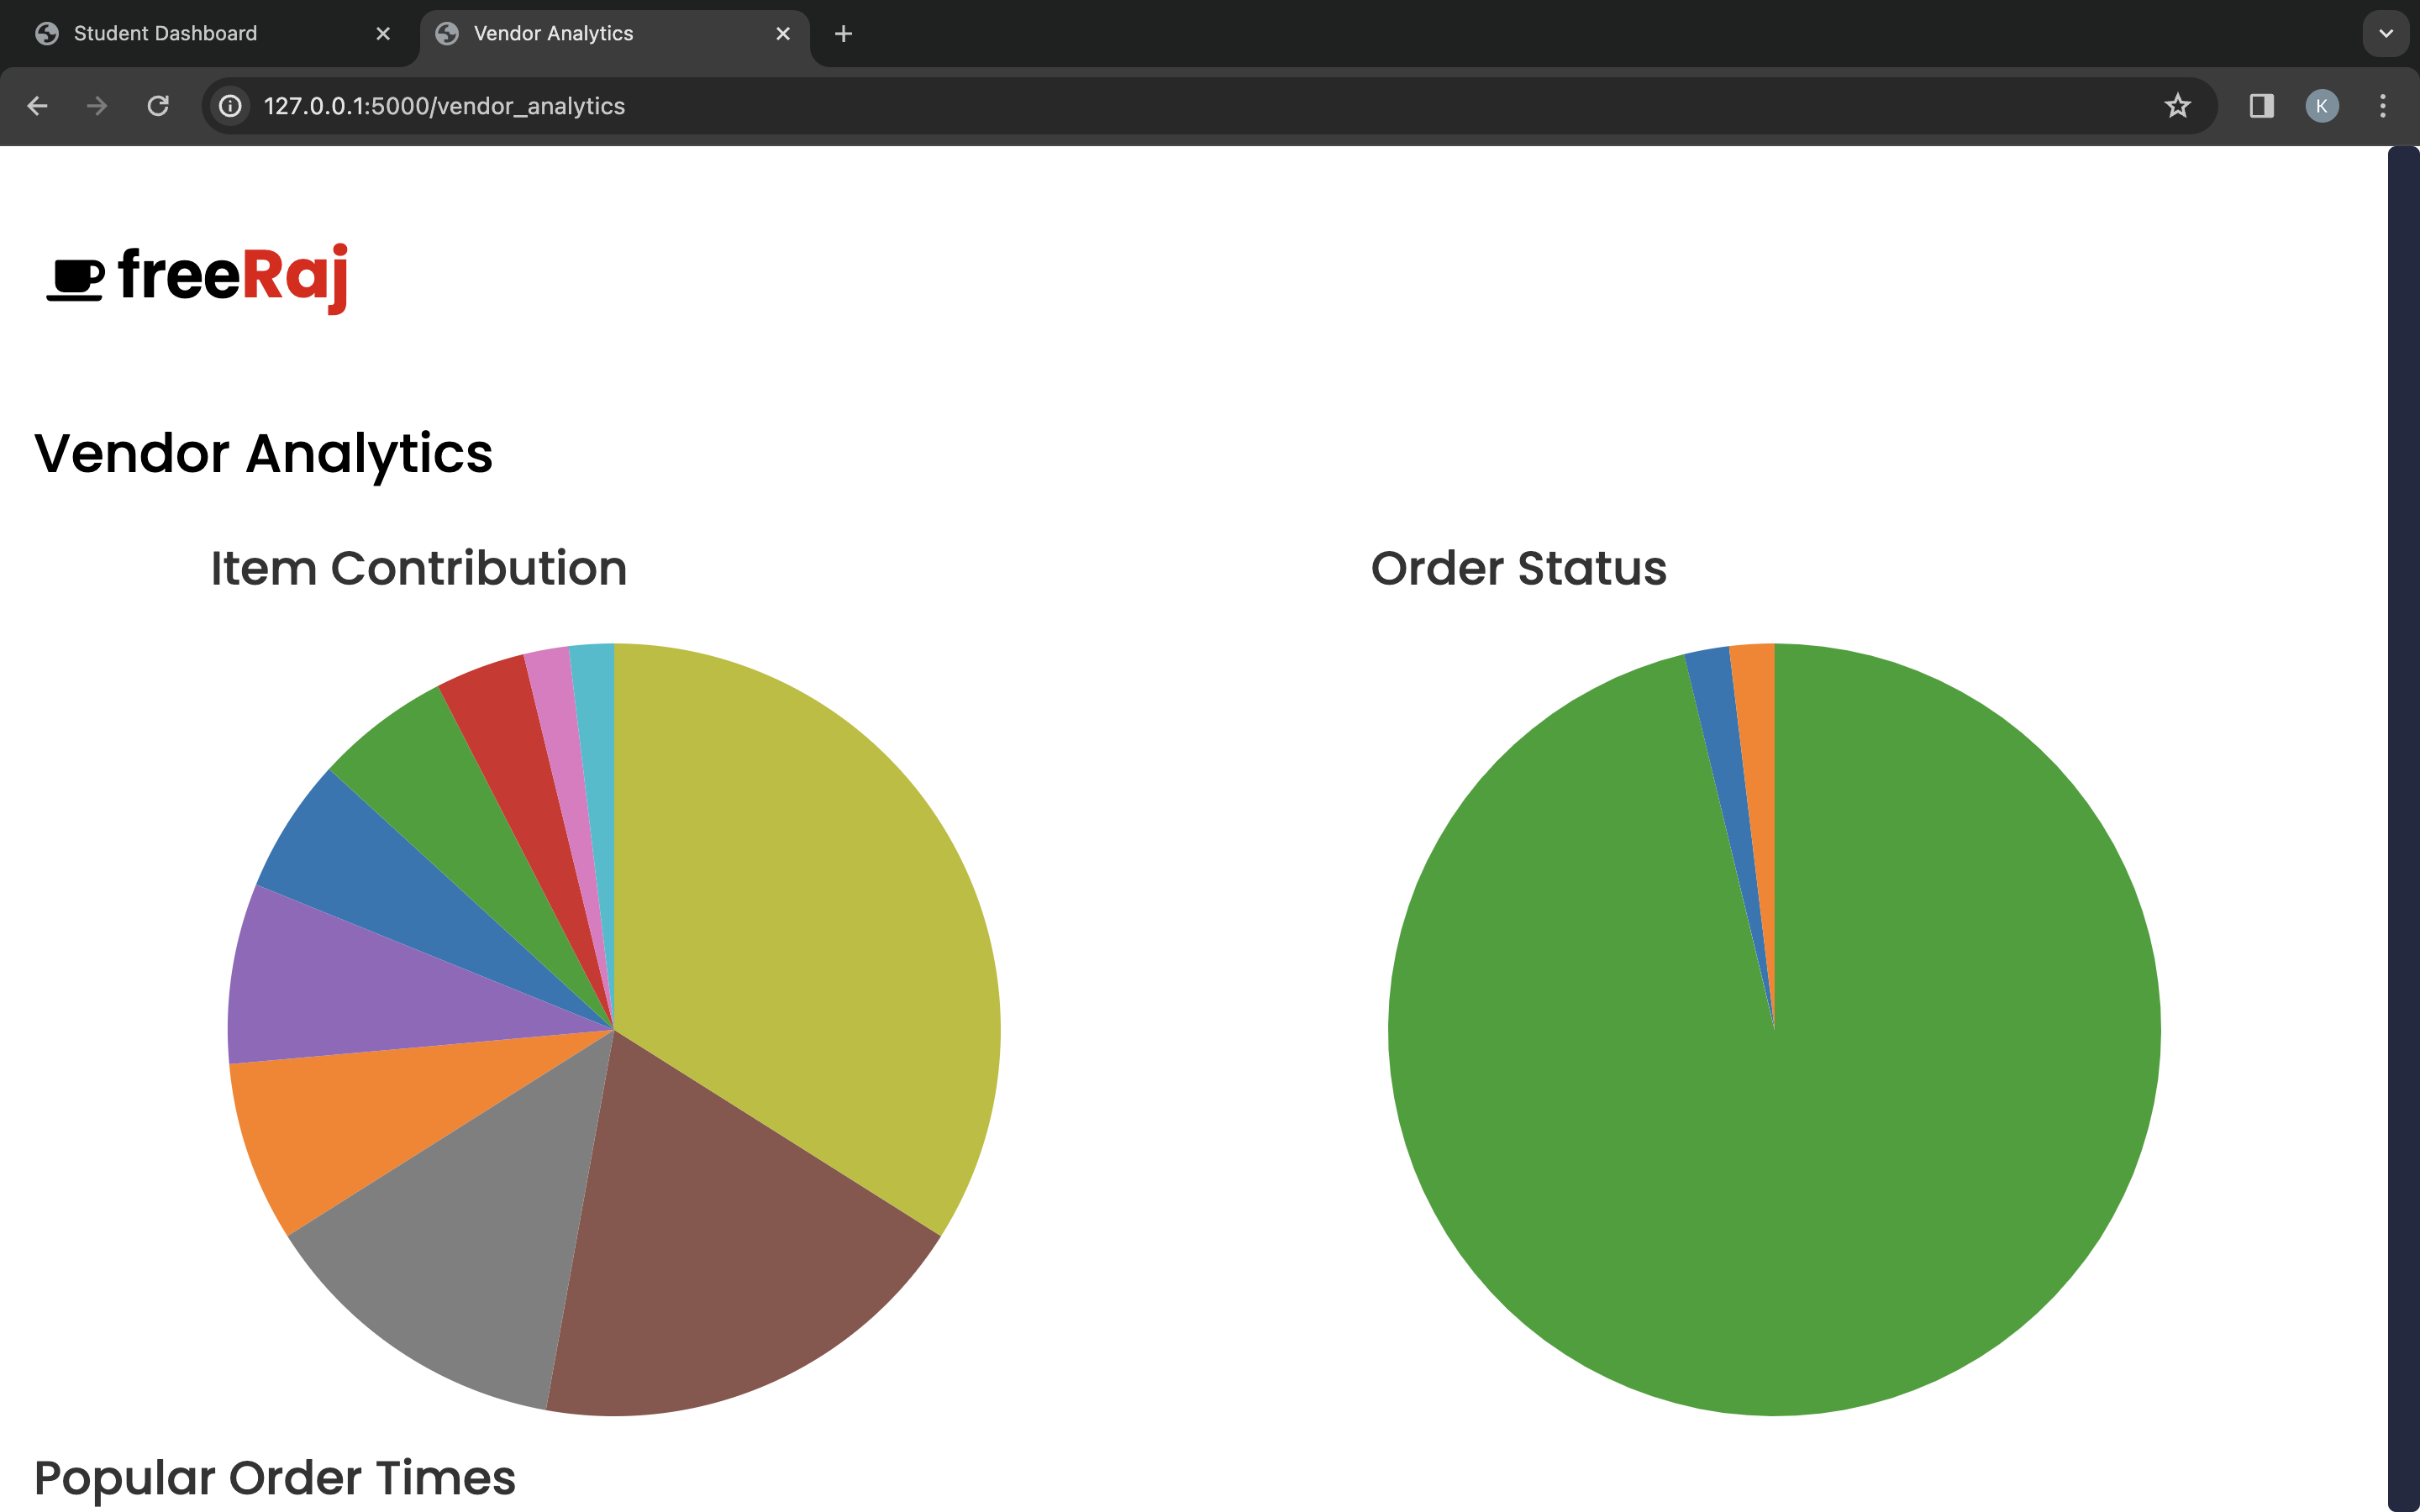 Student Dashboard
Vendor Analytics
127.0.0.1:5000/vendor_analytics
K
freeRaj
Vendor Analytics
Item Contribution
Order Status
Popular Order Times